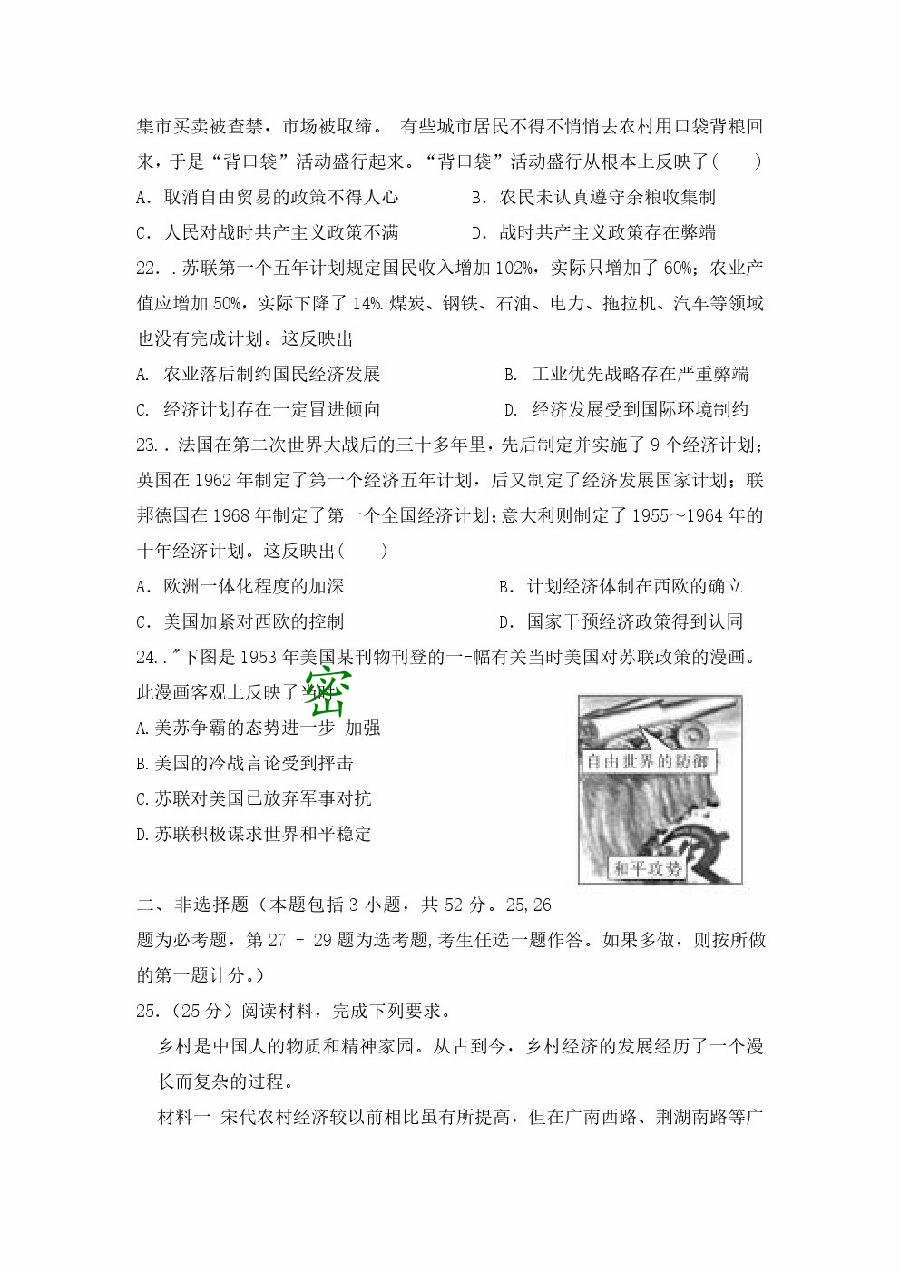 集市买卖被查禁，市场被取缔。 有些城市居民不得不悄悄去农村用口袋背粮回
来，于是“背口袋”活动盛行起来。“背口袋”活动盛行从根本上反映了(　　)
A．取消自由贸易的政策不得人心　　B．农民未认真遵守余粮收集制
C．人民对战时共产主义政策不满　　D．战时共产主义政策存在弊端
22．．苏联第一个五年计划规定国民收入增加102%，实际只增加了60%；农业产
值应增加50%，实际下降了14%.煤炭、钢铁、石油、电力、拖拉机、汽车等领域
也没有完成计划。这反映出
A. 农业落后制约国民经济发展　　B. 工业优先战略存在严重弊端
C. 经济计划存在一定冒进倾向　　D. 经济发展受到国际环境制约
23.．法国在第二次世界大战后的三十多年里，先后制定并实施了9个经济计划；
英国在1962年制定了第一个经济五年计划，后又制定了经济发展国家计划；联
邦德国在1968年制定了第一个全国经济计划；意大利则制定了1955～1964年的
十年经济计划。这反映出(　　)
A．欧洲一体化程度的加深　　B．计划经济体制在西欧的确立
C．美国加紧对西欧的控制　　D．国家干预经济政策得到认同
24.．"下图是1953年美国某刊物刊登的一-幅有关当时美国对苏联政策的漫画。
此漫画客观上反映了当时
密
A.美苏争霸的态势进一步 加强
B.美国的冷战言论受到抨击
C.苏联对美国已放弃军事对抗
D.苏联积极谋求世界和平稳定
自由世界的防御
和平攻势
二、非选择题（本题包括3小题，共52分。25,26
题为必考题，第27 - 29题为选考题,考生任选一题作答。如果多做，则按所做
的第一题计分。）
25．（25分）阅读材料，完成下列要求。
乡村是中国人的物质和精神家园。从古到今，乡村经济的发展经历了一个漫
长而复杂的过程。
材料一 宋代农村经济较以前相比虽有所提高，但在广南西路、荆湖南路等广